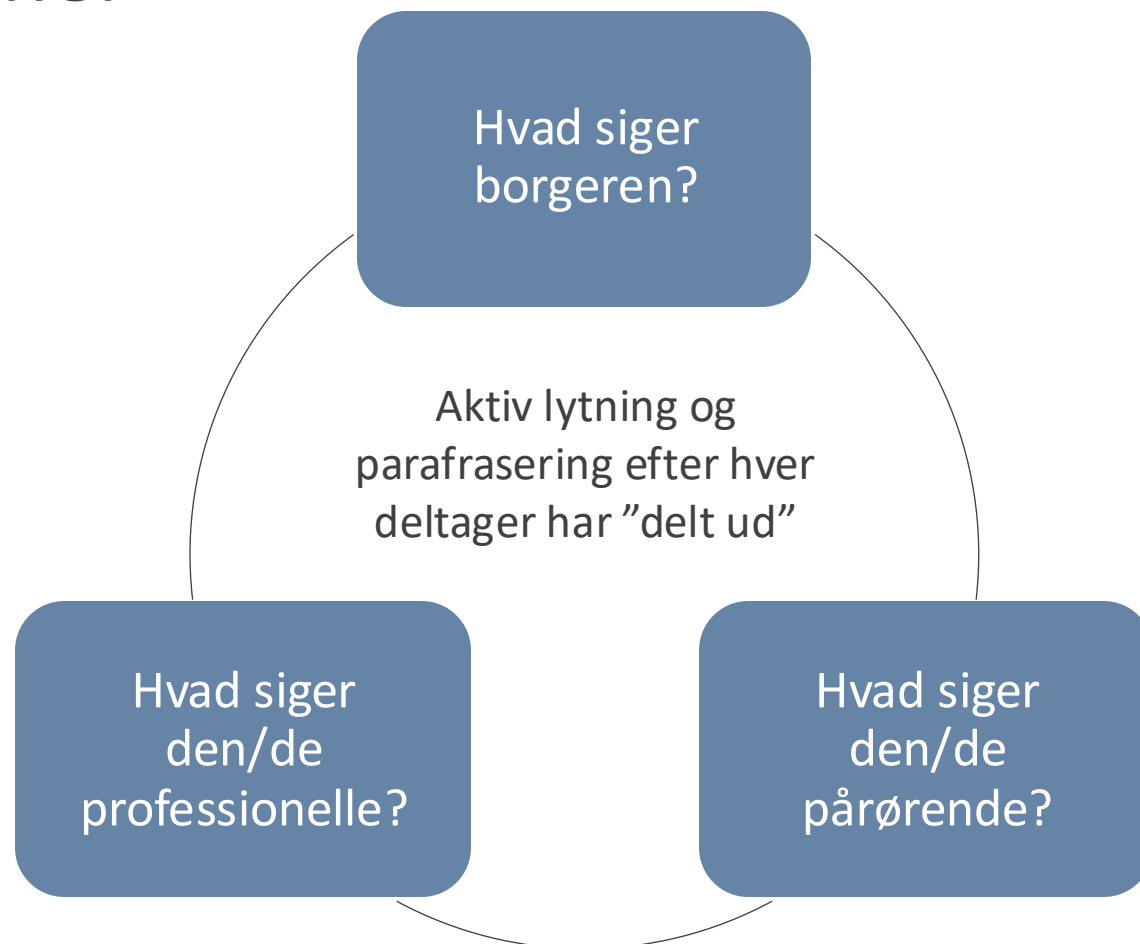 Hvad siger
borgeren?
Aktiv lytning og
parafrasering efter hver
deltager har ”delt ud”
Hvad siger
den/de
professionelle?
Hvad siger
den/de
pårørende?